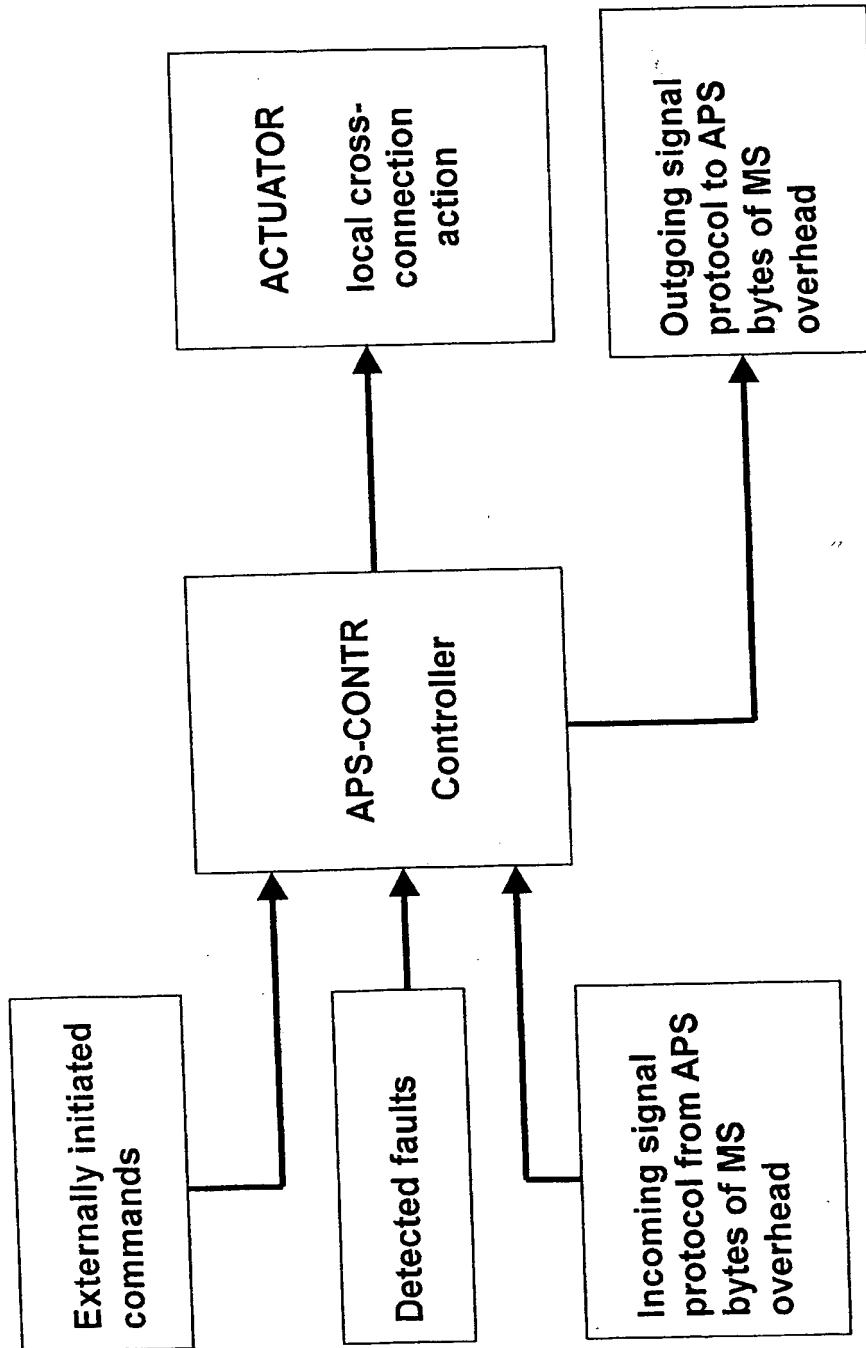 Externally initiated
commands
Detected faults
Incoming signal
protocol from APS
bytes of MS
overhead
APS-CONTR
Controller
ACTUATOR
local cross-
connection
action
Outgoing signal
protocol to APS
bytes of MS
overhead